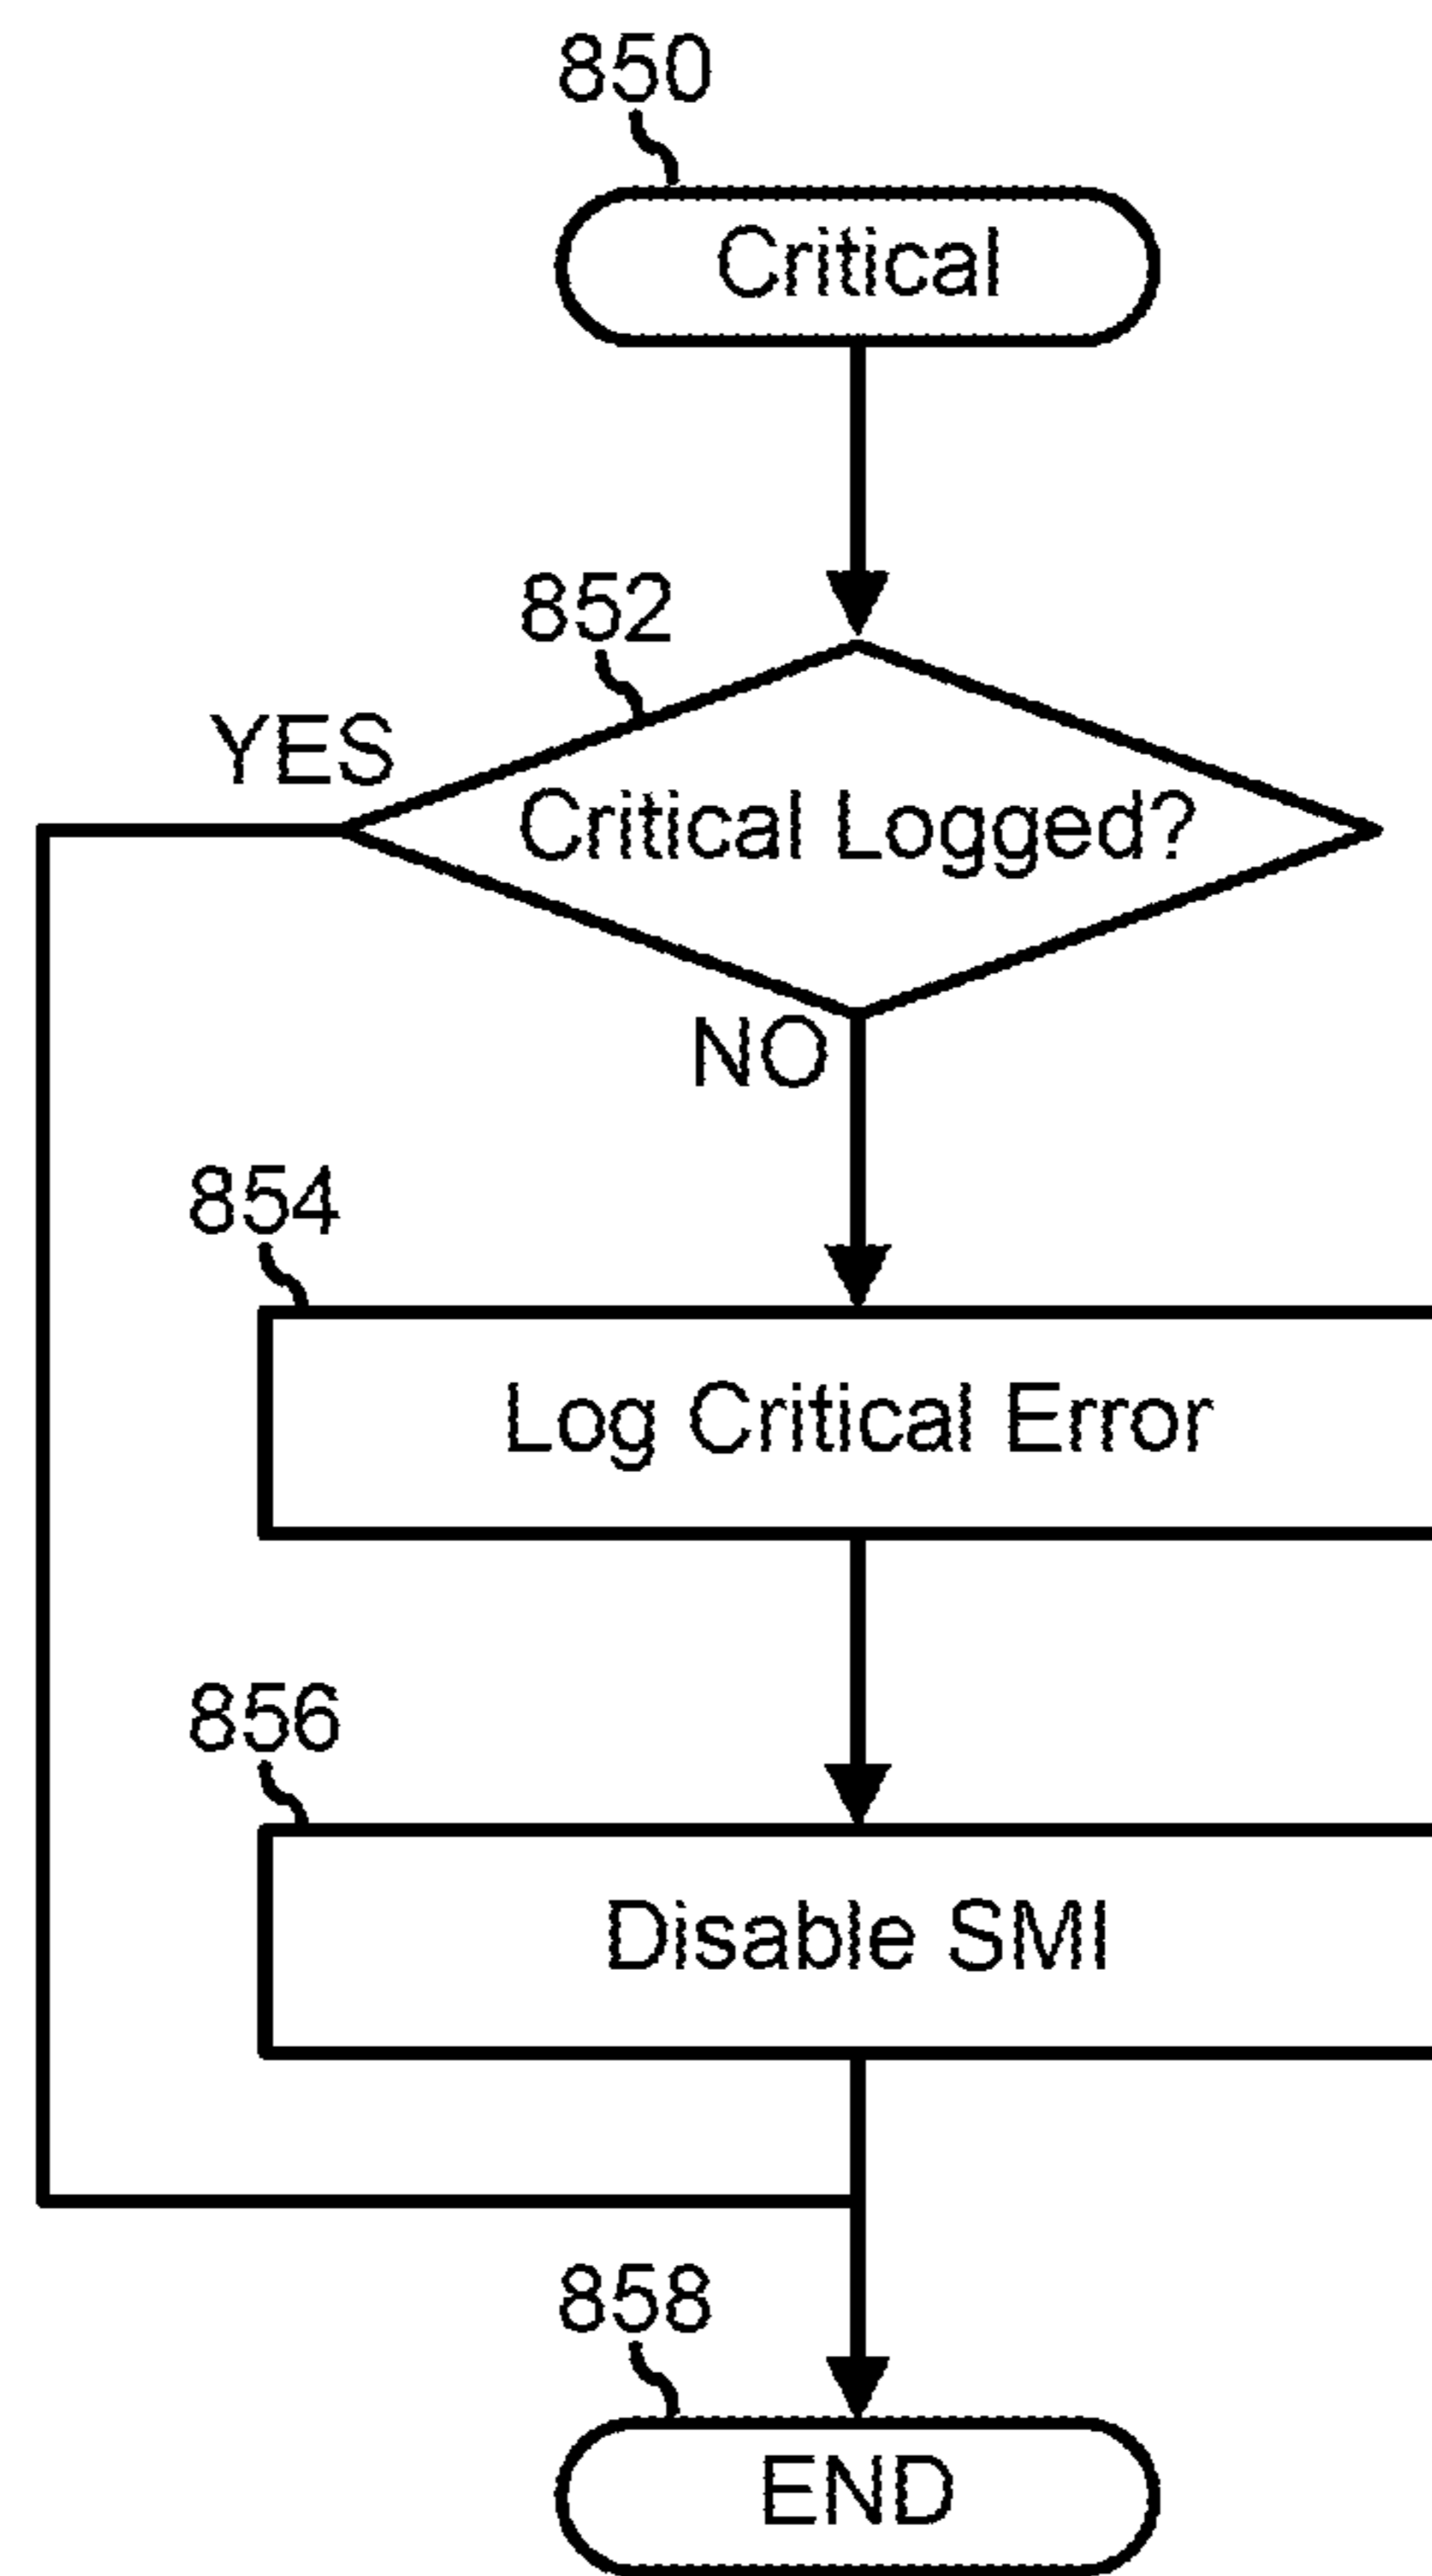 850
Critical
852
YES
Critical Logged?
NO
854
Log Critical Error
856
Disable SMI
858
END